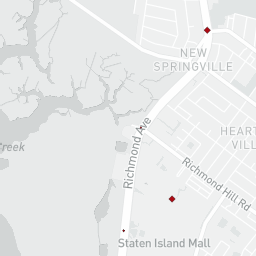 NEW
SPRINGVILLE
HEART
VILL
Creek
Richmond Ave
Richmond Hill Rd
Staten Island Mall